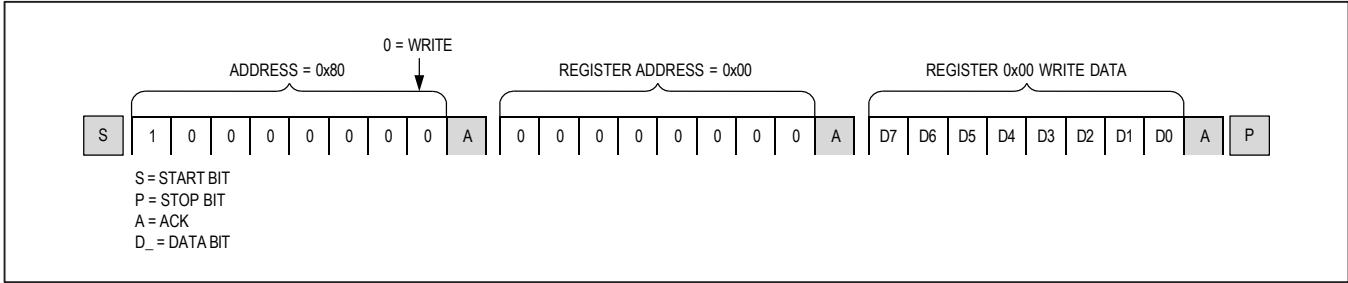 0 = WRITE
ADDRESS = 0x80
REGISTER ADDRESS = 0x00
REGISTER 0x00 WRITE DATA
S 1 0 0 0 0 0 0 0 A 0 0 0 0 0 0 0 0 A D7 D6 D5 D4 D3 D2 D1 D0 A P
S = START BIT
P = STOP BIT
A = ACK
D_ = DATA BIT